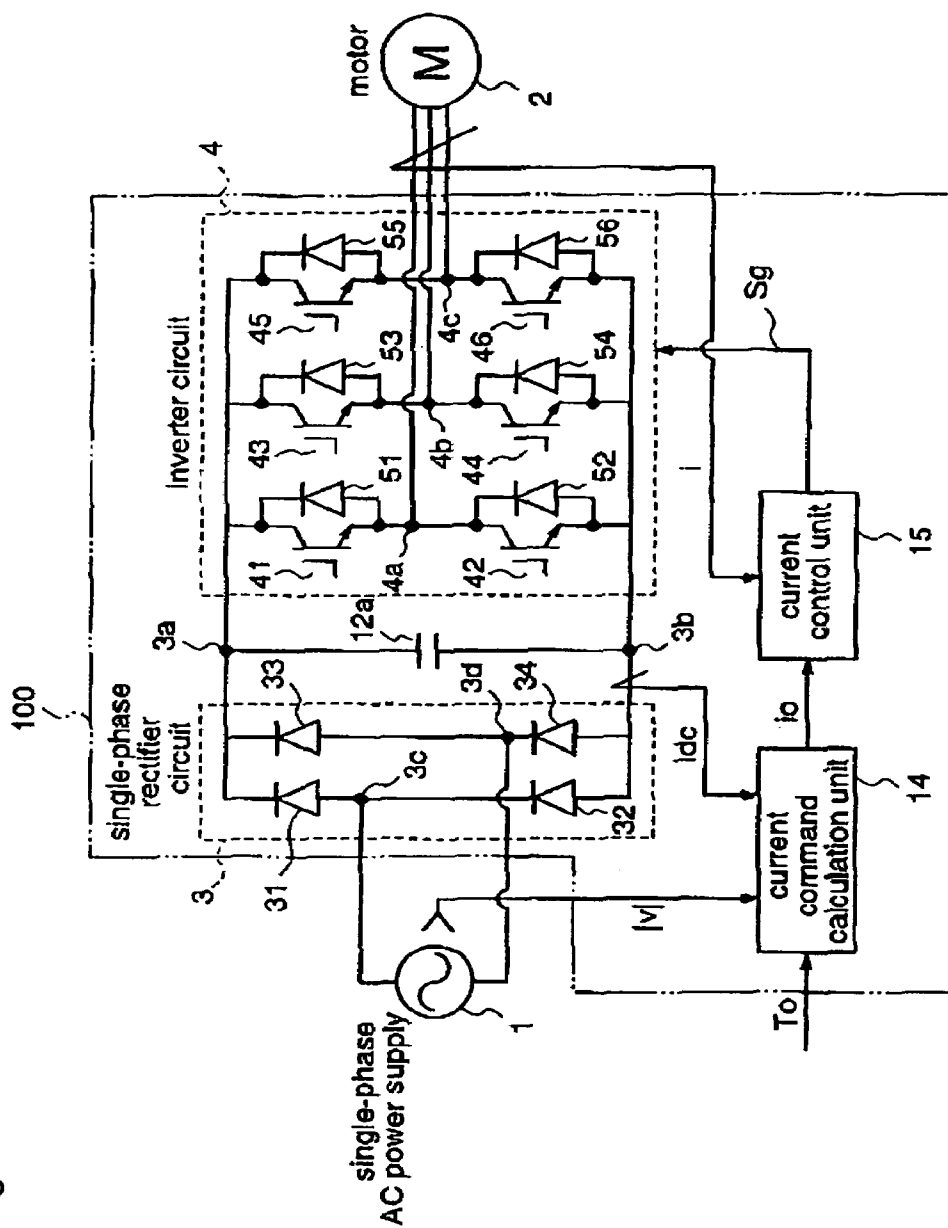 100
single-phase
rectifier
circuit
3
31
33
3c
3d
32
34
3a
12a
3b
Inverter circuit
4
41
51
43
53
45
55
4a
4b
4c
42
52
44
54
46
56
motor
M
2
single-phase
AC power supply
1
|v|
Idc
To
current
command
calculation unit
14
io
current
control unit
15
i
Sg